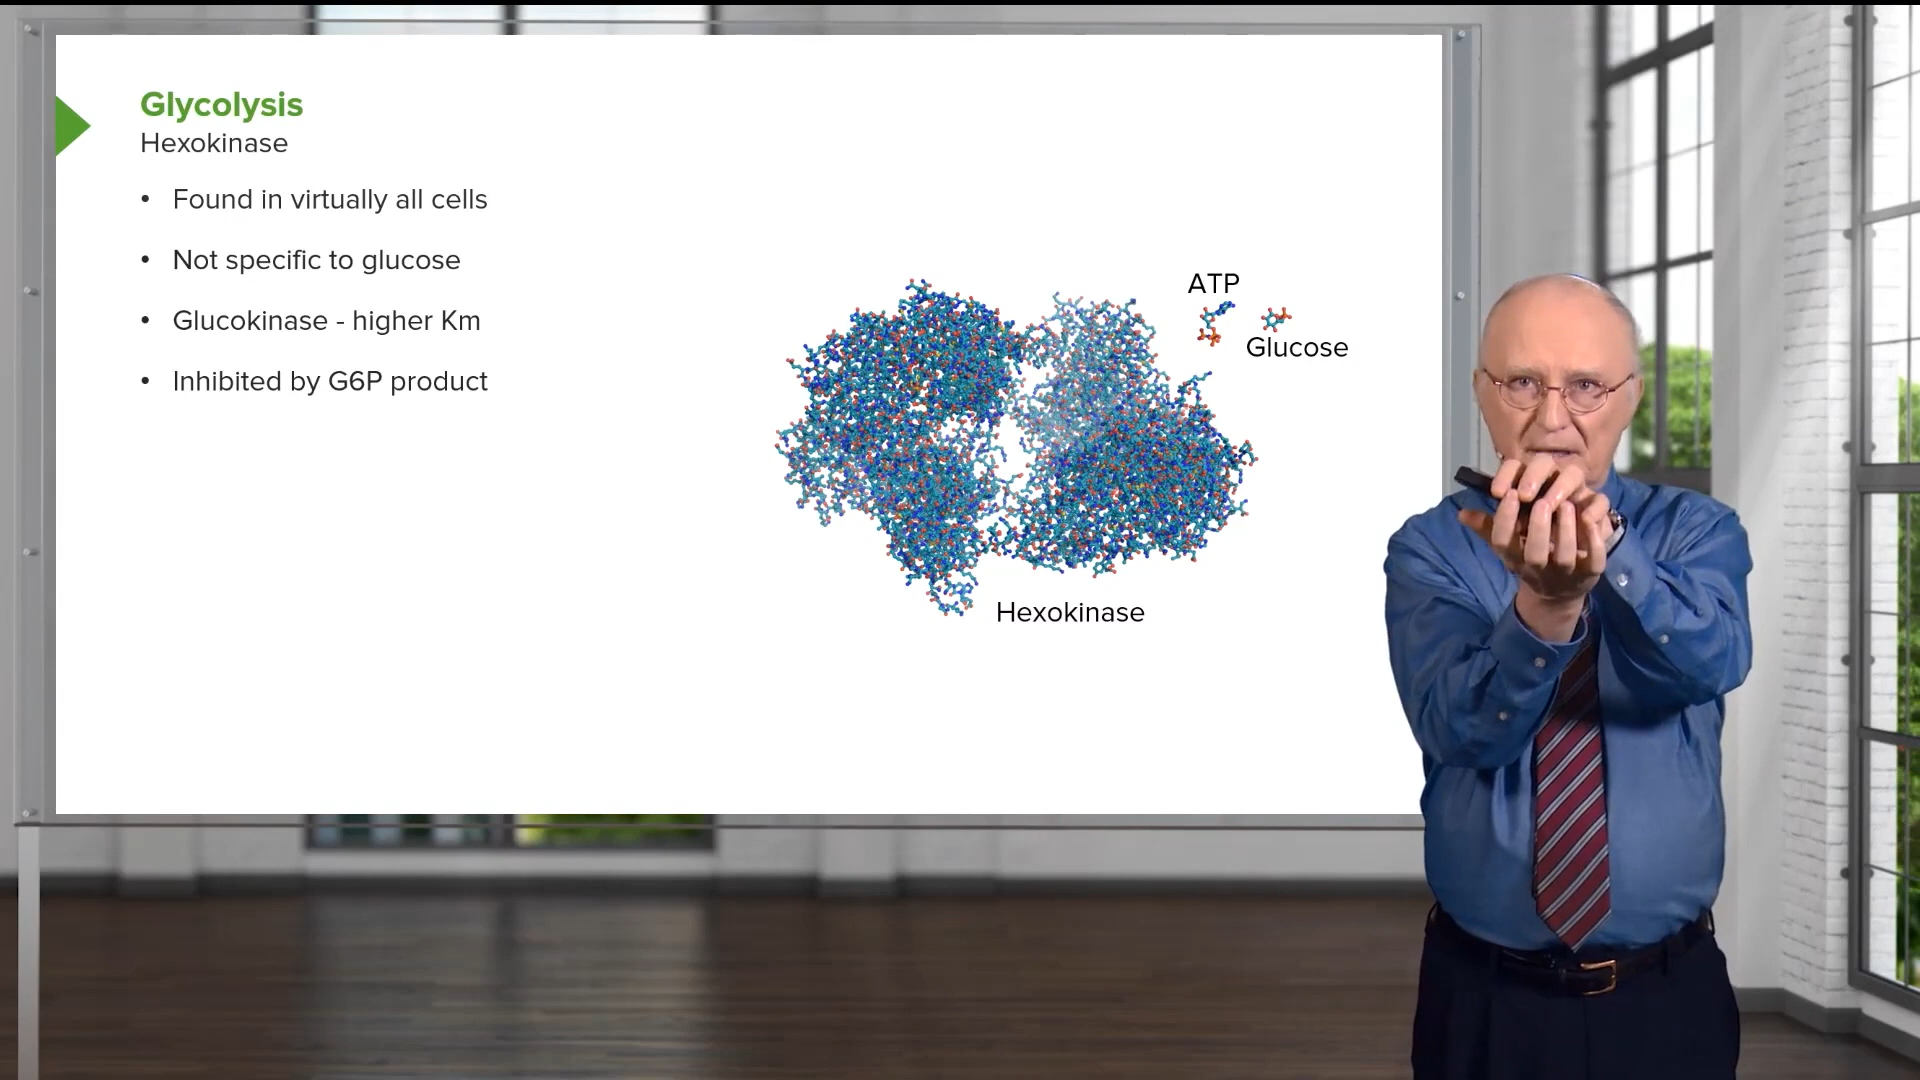 Glycolysis
Hexokinase
• Found in virtually all cells
• Not specific to glucose
• Glucokinase - higher Km
• Inhibited by G6P product
ATP
Glucose
Hexokinase